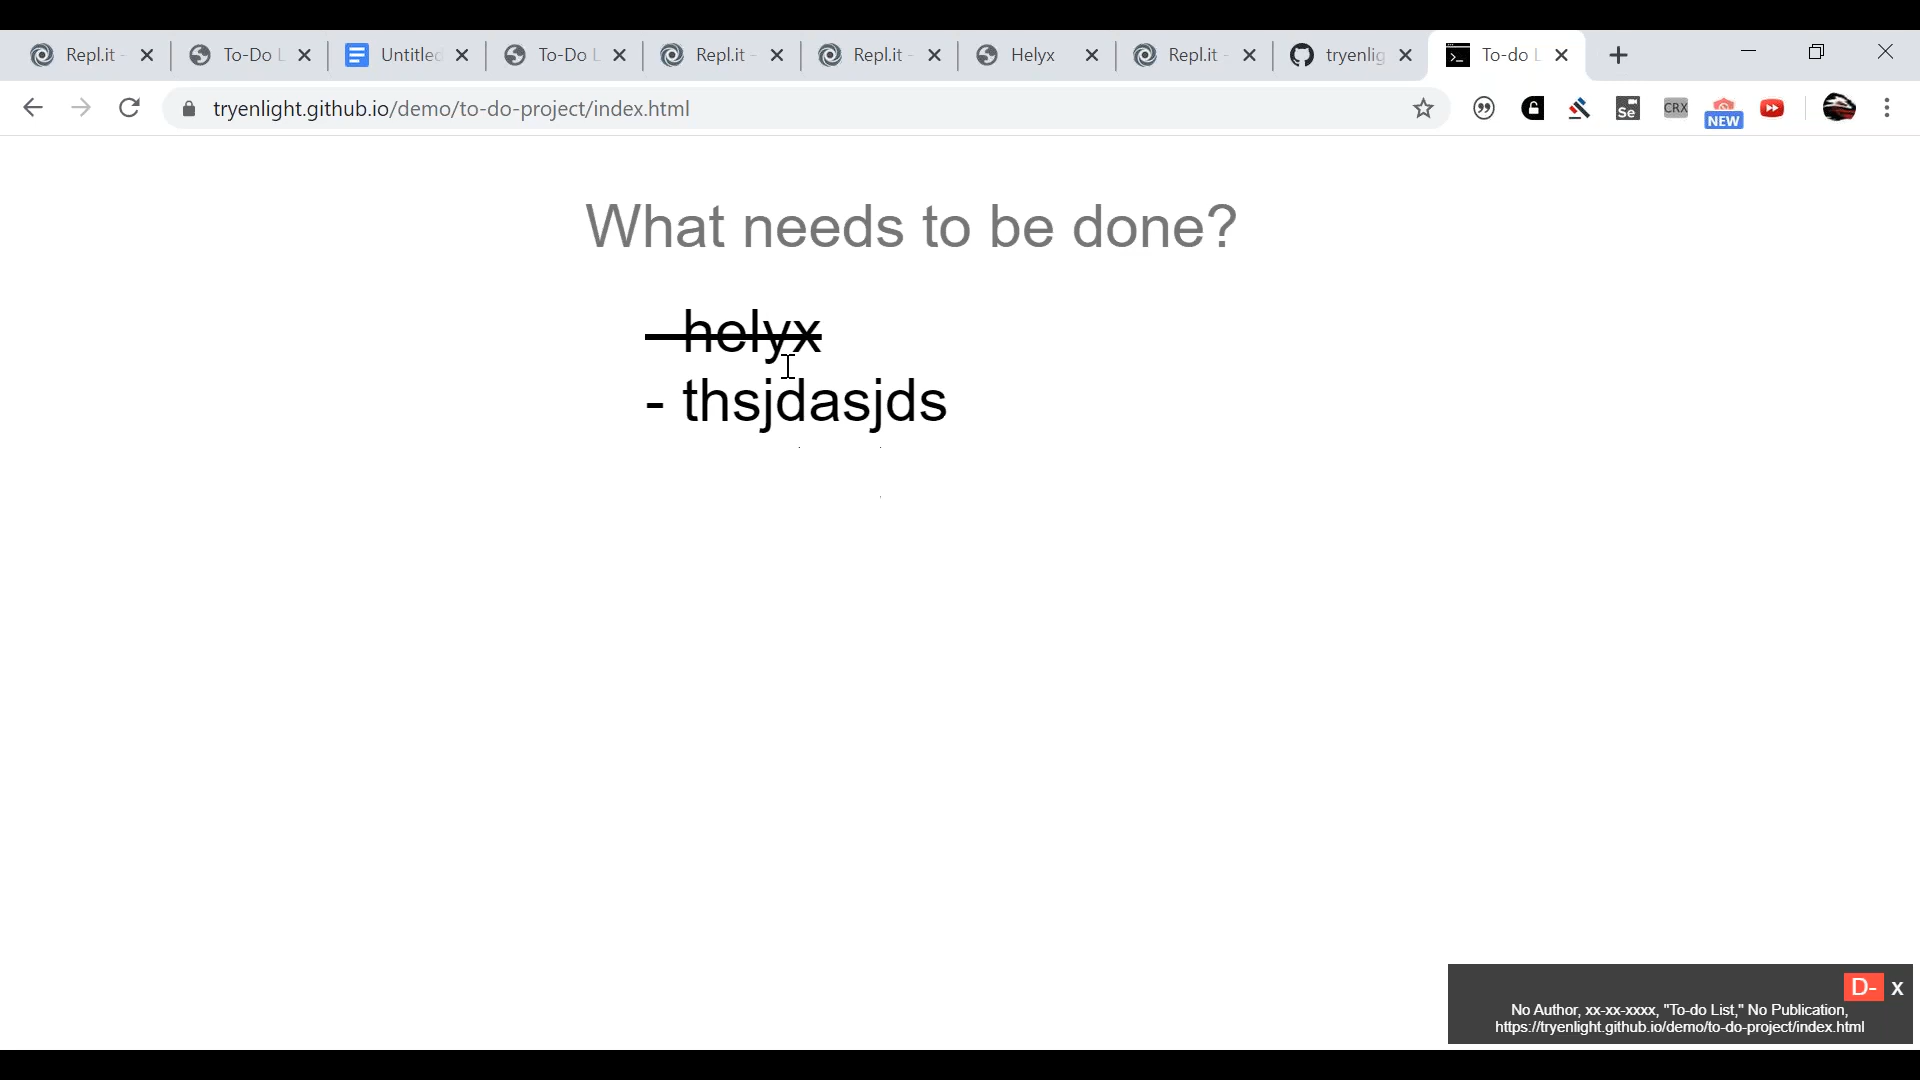 Repl.it -
To-Do L
Untitled
To-Do L
Repl.it -
Repl.it -
Helyx
Repl.it -
tryenlig
To-do L
tryenlight.github.io/demo/to-do-project/index.html
Se
CRX
NEW
What needs to be done?
- helyx
- thsjdasjds
D- x
No Author, xx-xx-xxxx, "To-do List," No Publication,
https://tryenlight.github.io/demo/to-do-project/index.html